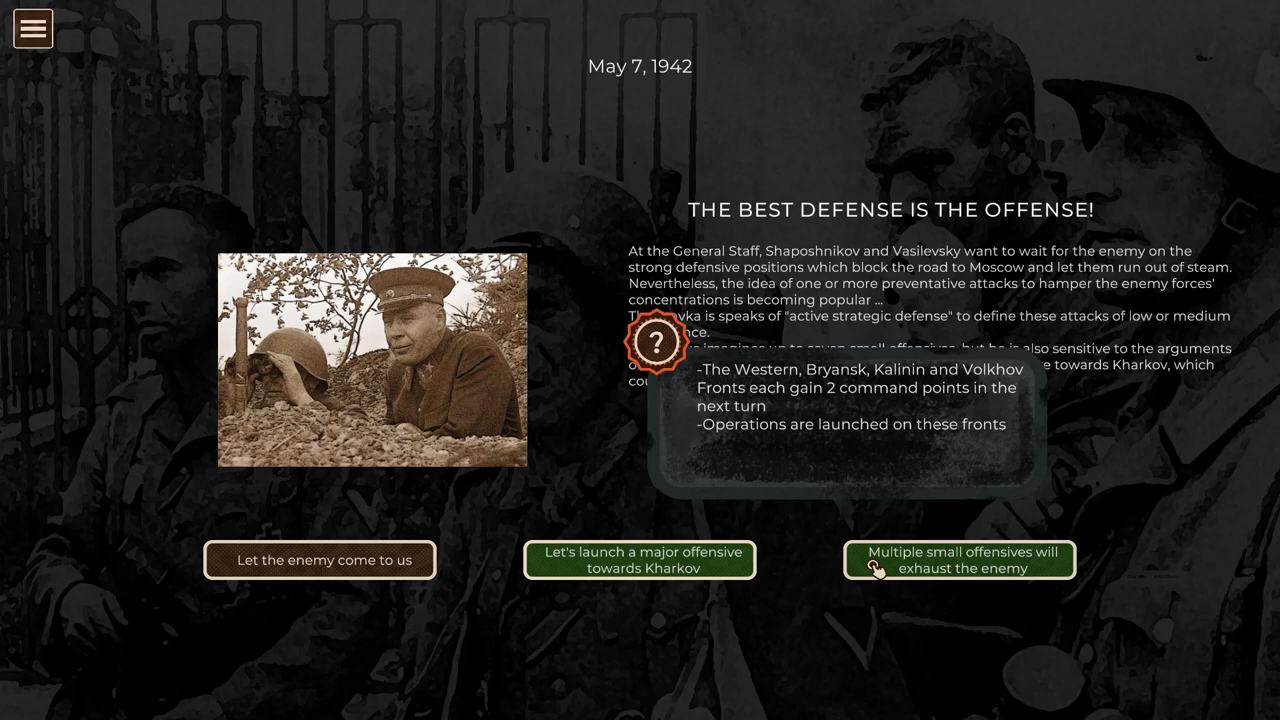 May 7, 1942
THE BEST DEFENSE IS THE OFFENSE!
At the General Staff, Shaposhnikov and Vasilevsky want to wait for the enemy on the
strong defensive positions which block the road to Moscow and let them run out of steam.
Nevertheless, the idea of one or more preventative attacks to hamper the enemy forces'
concentrations is becoming popular ...
is speaks of "active strategic defense" to define these attacks of low or medium
but he is also sensitive to the arguments
towards Kharkov, which
?
-The Western, Bryansk, Kalinin and Volkhov
Fronts each gain 2 command points in the
next turn
-Operations are launched on these fronts
Let the enemy come to us
Let's launch a major offensive
towards Kharkov
Multiple small offensives will
exhaust the enemy